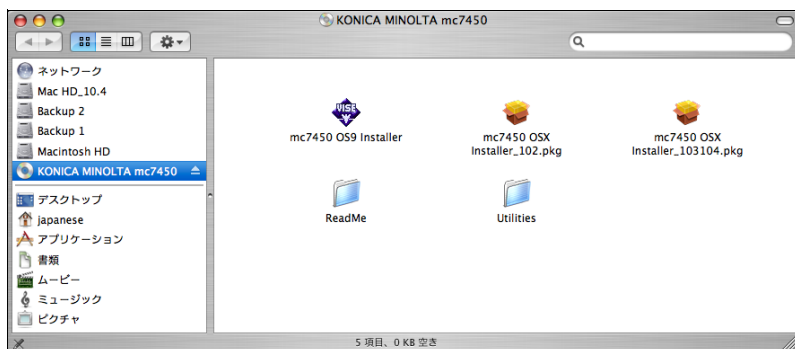 KONICA MINOLTA mc7450
ネットワーク
Mac HD_10.4
Backup 2
Backup 1
Macintosh HD
KONICA MINOLTA mc7450
デスクトップ
japanese
アプリケーション
書類
ムービー
ミュージック
ピクチャ
VISE
mc7450 OS9 Installer
mc7450 OSX
Installer_102.pkg
mc7450 OSX
Installer_103104.pkg
ReadMe
Utilities
5 項目、0 KB 空き